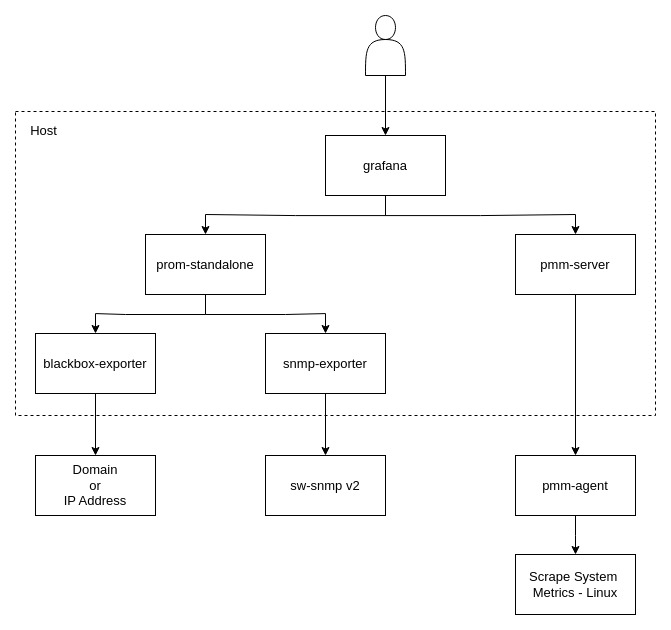 Host
grafana
prom-standalone
pmm-server
blackbox-exporter
snmp-exporter
Domain
or
IP Address
sw-snmp v2
pmm-agent
Scrape System
Metrics - Linux